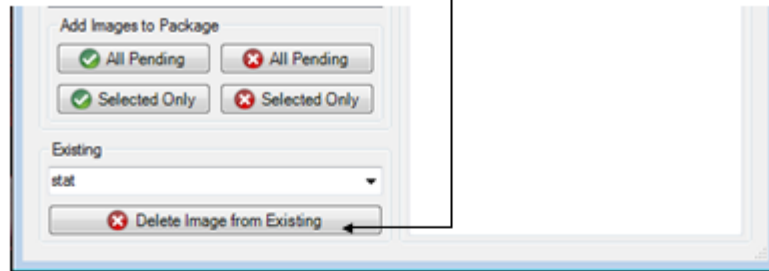 Add Images to Package
All Pending All Pending
Selected Only Selected Only
Existing
stat
Delete Image from Existing